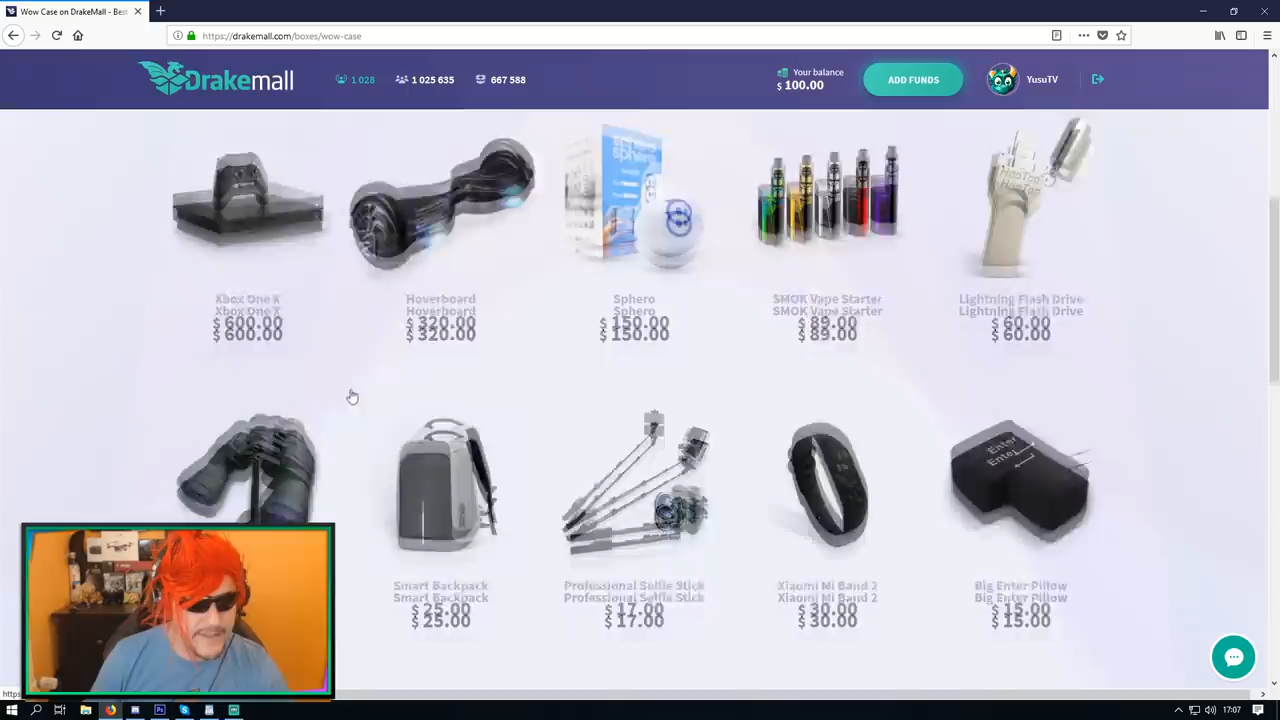 Wow Case on DrakeMall - Best
https://drakemall.com/boxes/wow-case
Drakemall
1 028
1 025 635
667 588
Your balance
$ 100.00
ADD FUNDS
YusuTV
Xbox One X
Hoverboard
Sphero
SMOK Vape Starter
Lightning Flash Drive
Xbox One X
Hoverboard
Sphero
SMOK Vape Starter
Lightning Flash Drive
$ 600.00
$ 320.00
$ 150.00
$ 89.00
$ 60.00
$ 600.00
$ 320.00
$ 150.00
$ 89.00
$ 60.00
Enter
Enter
Smart Backpack
Professional Selfie Stick
Xiaomi Mi Band 2
Big Enter Pillow
Smart Backpack
Professional Selfie Stick
Xiaomi Mi Band 2
Big Enter Pillow
$ 25.00
$ 17.00
$ 30.00
$ 15.00
$ 25.00
$ 17.00
$ 30.00
$ 15.00
https
17:07